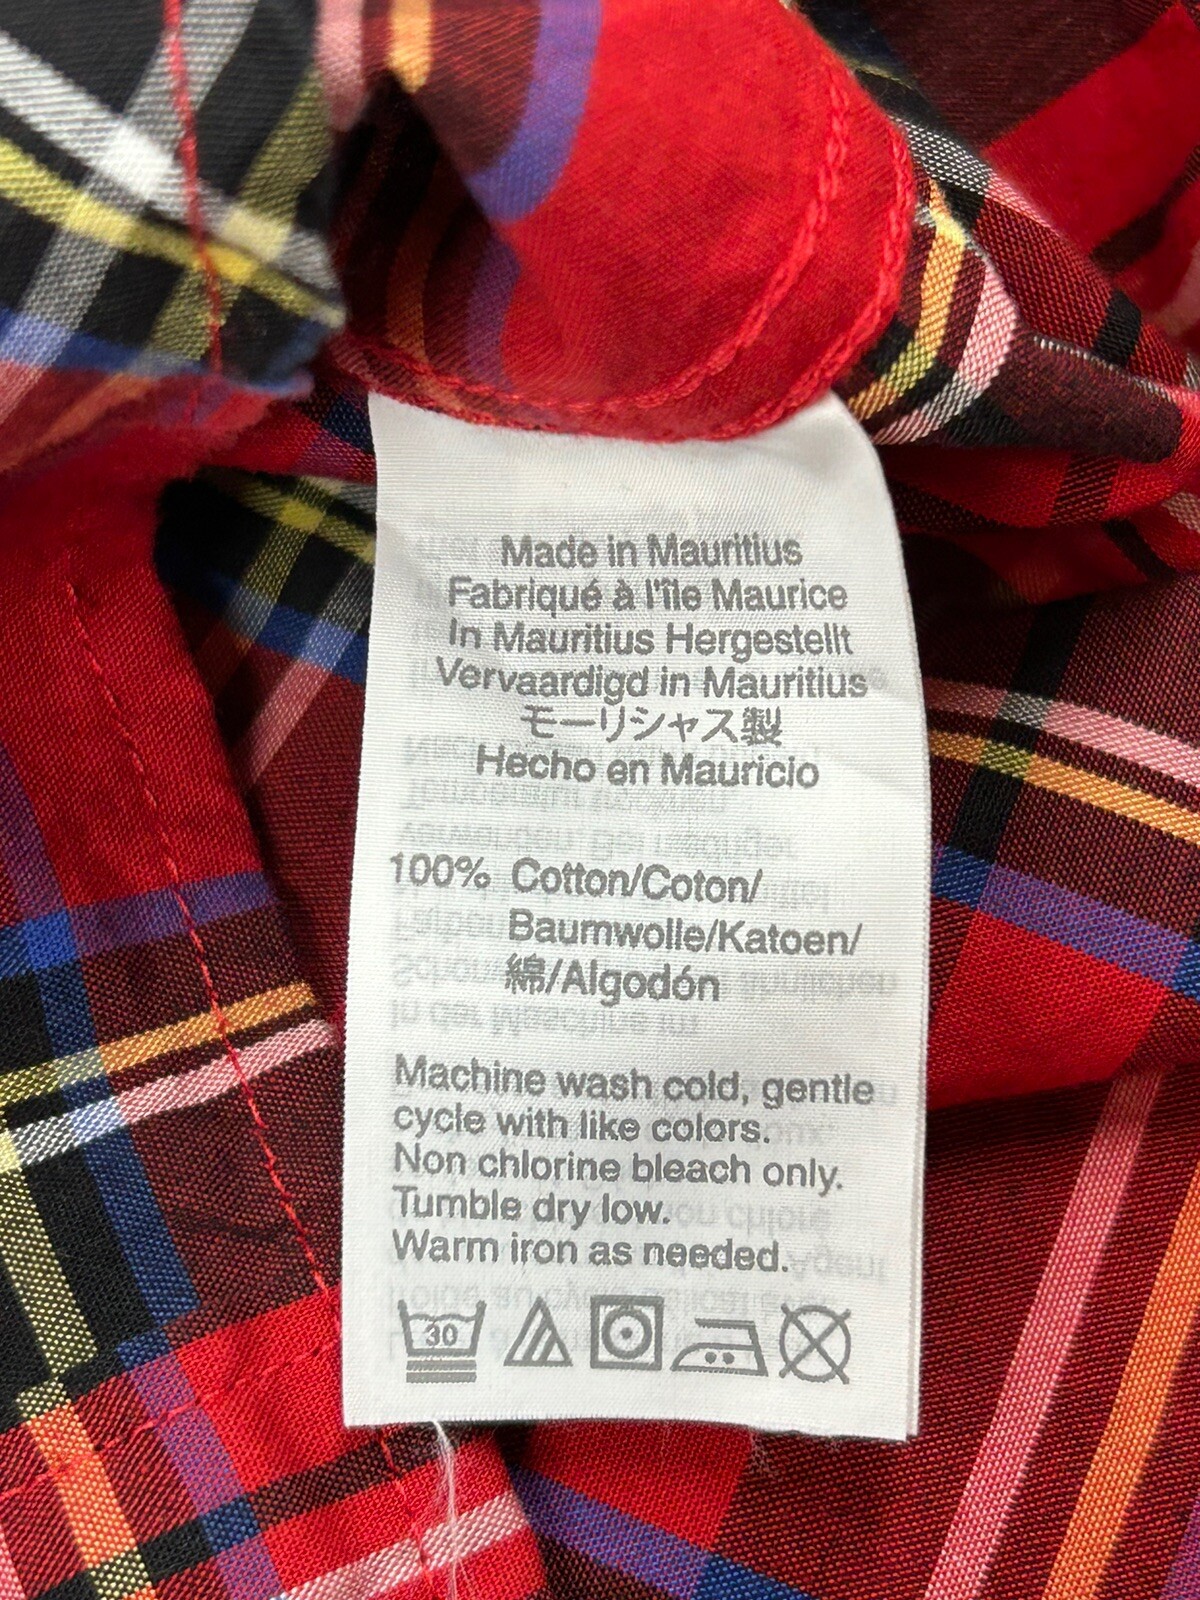 Made in Mauritius
Fabriqué à l'île Maurice
In Mauritius Hergestellt
Vervaardigd in Mauritius
モーリシャス製
Hecho en Mauricio
100% Cotton/Coton/
Baumwolle/Katoen/
綿/Algodón
Machine wash cold, gentle
cycle with like colors.
Non chlorine bleach only.
Tumble dry low.
Warm iron as needed.
30